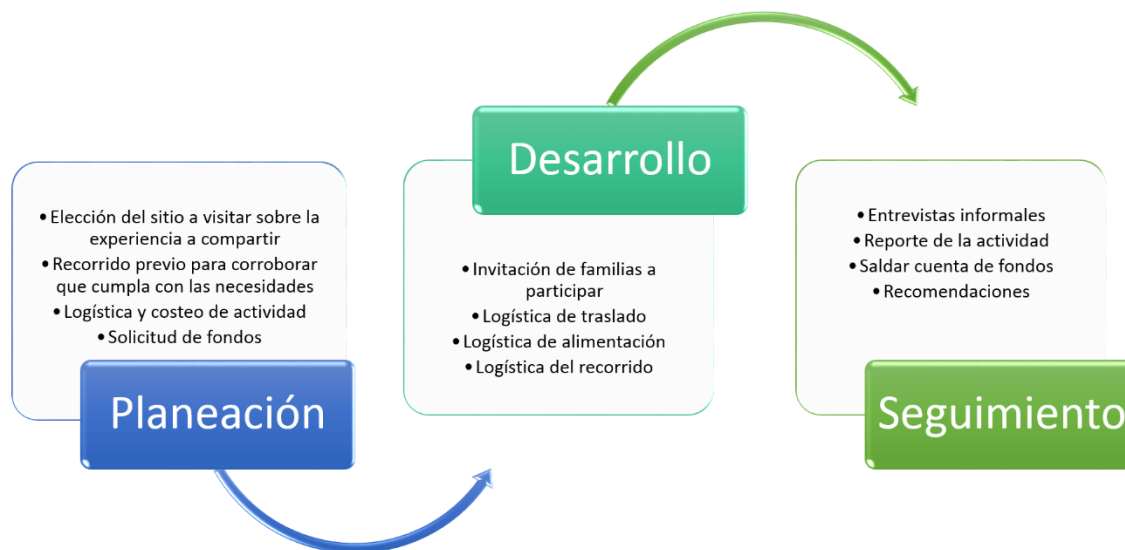 • Elección del sitio a visitar sobre la
experiencia a compartir
• Recorrido previo para corroborar
que cumpla con las necesidades
• Logística y costeo de actividad
• Solicitud de fondos
Planeación
Desarrollo
• Invitación de familias a
participar
• Logística de traslado
• Logística de alimentación
• Logística del recorrido
• Entrevistas informales
• Reporte de la actividad
• Saldar cuenta de fondos
• Recomendaciones
Seguimiento